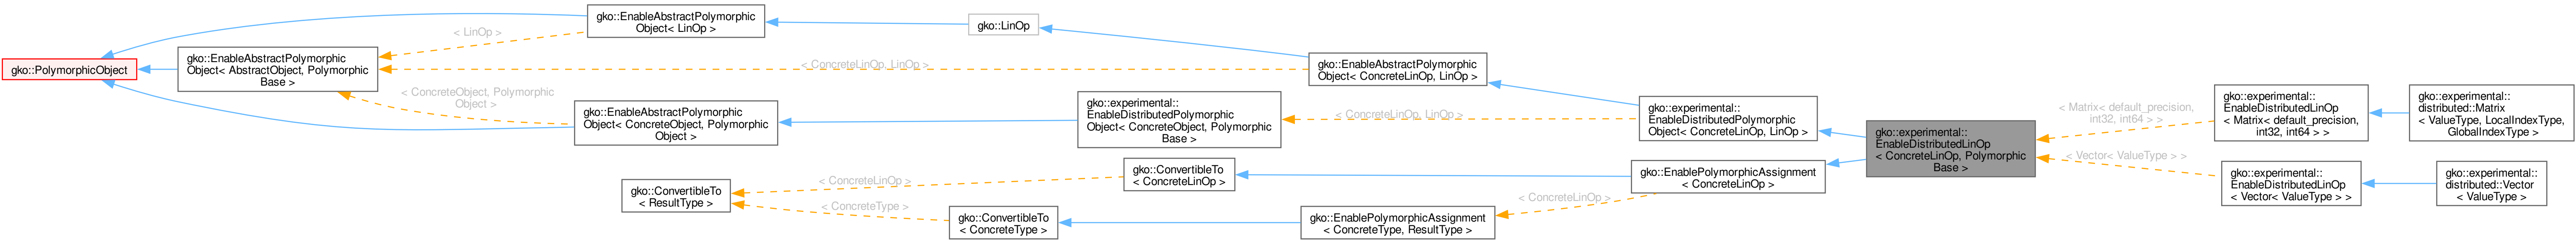 gko::PolymorphicObject
gko::EnableAbstractPolymorphic
Object< AbstractObject, Polymorphic
Base >
gko::EnableAbstractPolymorphic
Object< LinOp >
< LinOp >
gko::LinOp
< ConcreteLinOp, LinOp >
gko::EnableAbstractPolymorphic
Object< ConcreteLinOp, LinOp >
< ConcreteObject, Polymorphic
Object >
gko::EnableAbstractPolymorphic
Object< ConcreteObject, Polymorphic
Object >
gko::experimental::
EnableDistributedPolymorphic
Object< ConcreteObject, Polymorphic
Base >
< ConcreteLinOp, LinOp >
gko::experimental::
EnableDistributedPolymorphic
Object< ConcreteLinOp, LinOp >
gko::experimental::
EnableDistributedLinOp
< ConcreteLinOp, Polymorphic
Base >
< Matrix< default_precision,
int32, int64 > >
gko::experimental::
EnableDistributedLinOp
< Matrix< default_precision,
int32, int64 > >
gko::experimental::
distributed::Matrix
< ValueType, LocalIndexType,
GlobalIndexType >
< Vector< ValueType > >
gko::experimental::
EnableDistributedLinOp
< Vector< ValueType > >
gko::experimental::
distributed::Vector
< ValueType >
gko::ConvertibleTo
< ResultType >
< ConcreteLinOp >
gko::ConvertibleTo
< ConcreteLinOp >
gko::EnablePolymorphicAssignment
< ConcreteLinOp >
< ConcreteType >
gko::ConvertibleTo
< ConcreteType >
gko::EnablePolymorphicAssignment
< ConcreteType, ResultType >
< ConcreteLinOp >